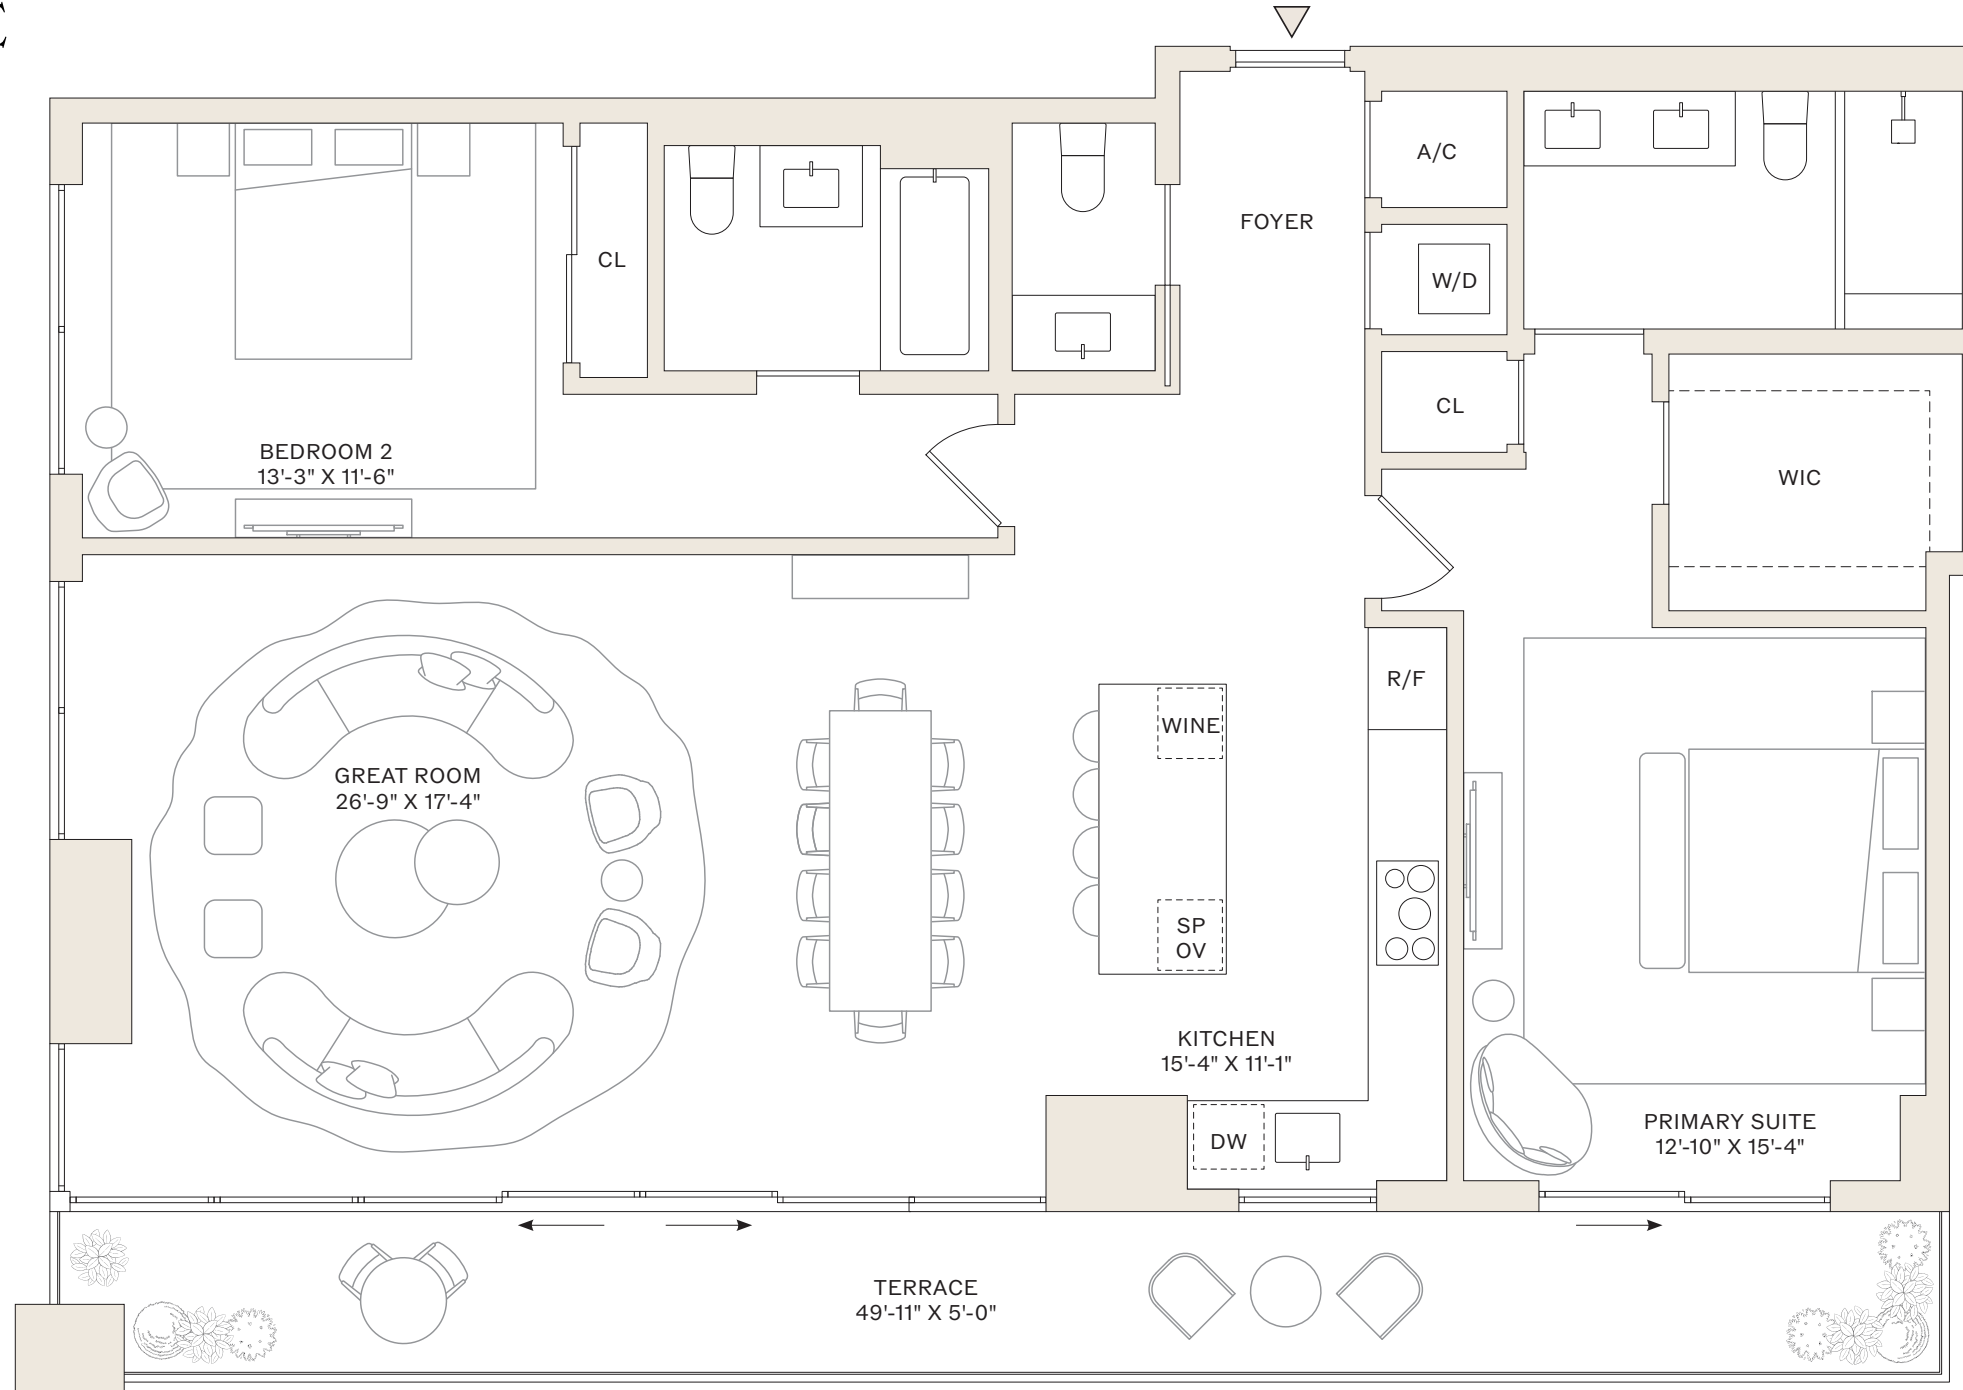 A/C
FOYER
CL
W/D
CL
BEDROOM 2
13'-3" X 11'-6"
WIC
R/F
WINE
GREAT ROOM
26'-9" X 17'-4"
SP
OV
KITCHEN
15'-4" X 11'-1"
DW
PRIMARY SUITE
12'-10" X 15'-4"
TERRACE
49'-11" X 5'-0"